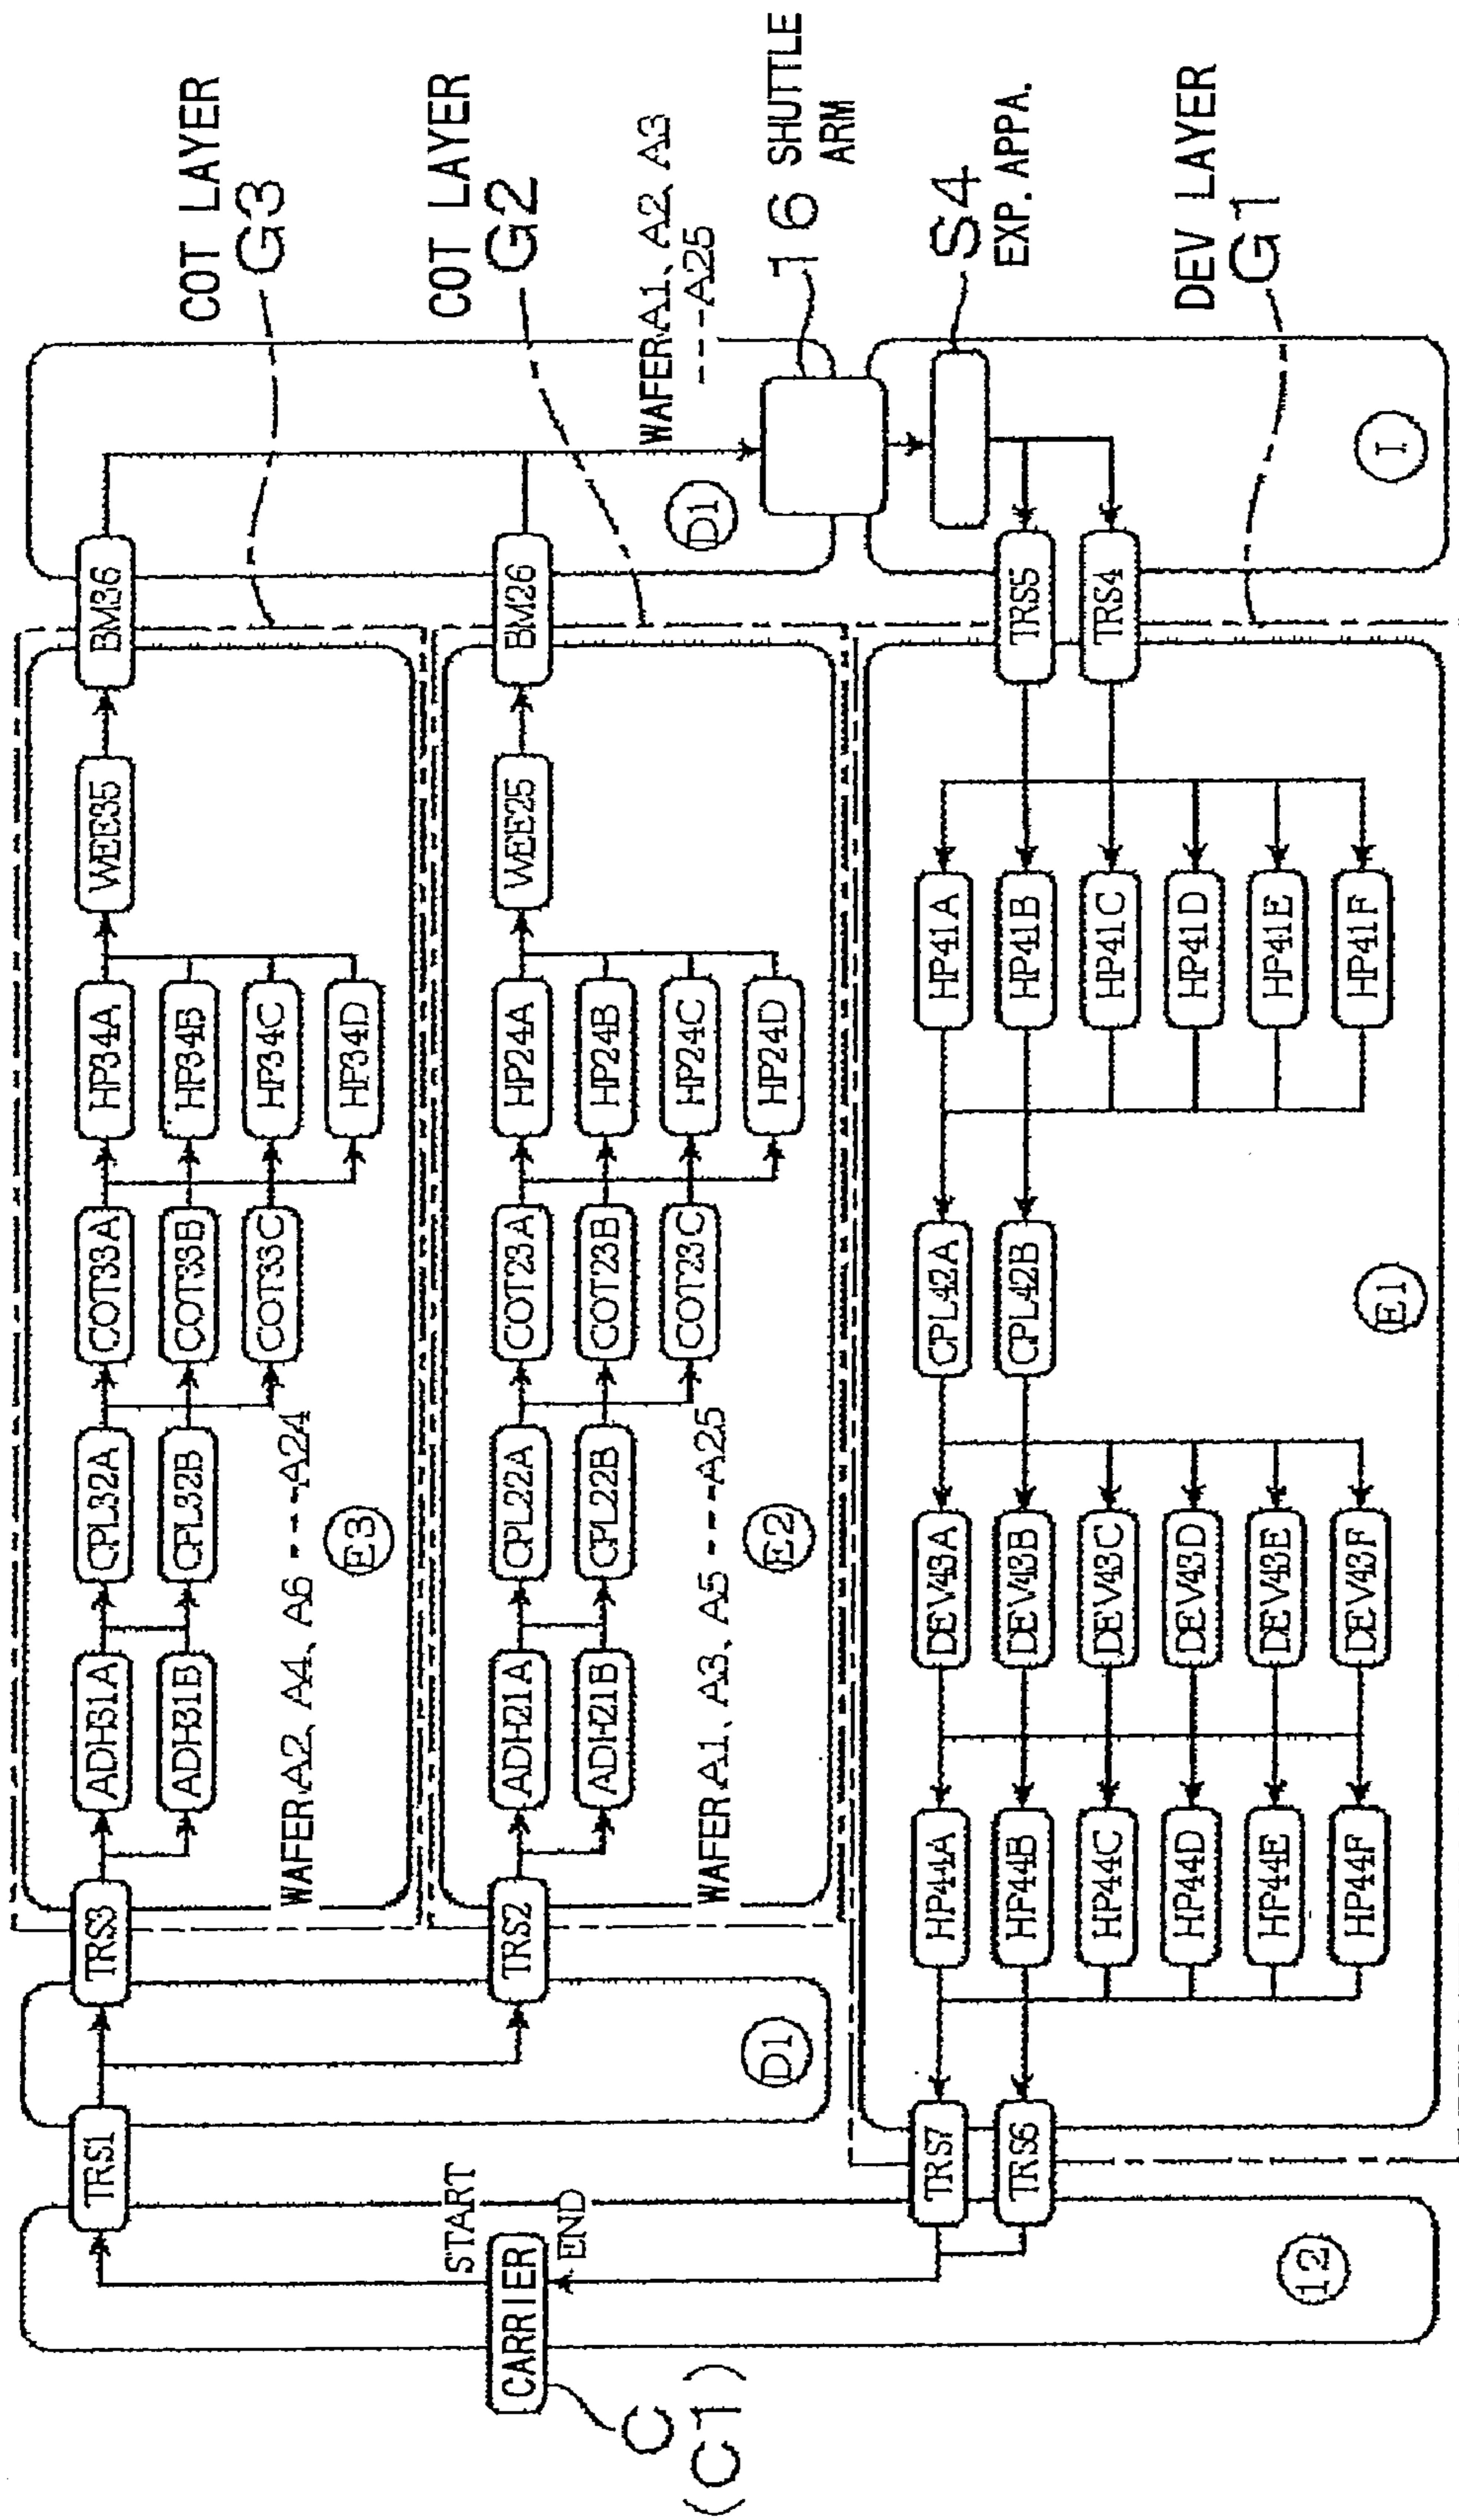 COT LAYER
G3
COT LAYER
G2
WAFER A1、A2、A3
---A25
16 SHUTTLE
ARM
S4
EXP. APPA.
DEV LAYER
G1
TRS1
TRS3
ADH31A
ADH31B
CPL32A
CPL32B
COT33A
COT33B
COT33C
HP34A
HP34B
HP34C
HP34D
WEE35
BM36
WAFER A2、A4、A6---A24
E3
TRS2
ADH21A
ADH21B
CPL22A
CPL22B
COT23A
COT23B
COT23C
HP24A
HP24B
HP24C
HP24D
WEE25
BM26
WAFER A1、A3、A5---A25
E2
D1
D1
START
CARRIER
END
C
(C1)
TRS7
TRS6
HP44A
HP44B
HP44C
HP44D
HP44E
HP44F
DEV43A
DEV43B
DEV43C
DEV43D
DEV43E
DEV43F
CPL42A
CPL42B
HP41A
HP41B
HP41C
HP41D
HP41E
HP41F
TRS5
TRS4
12
E1
I